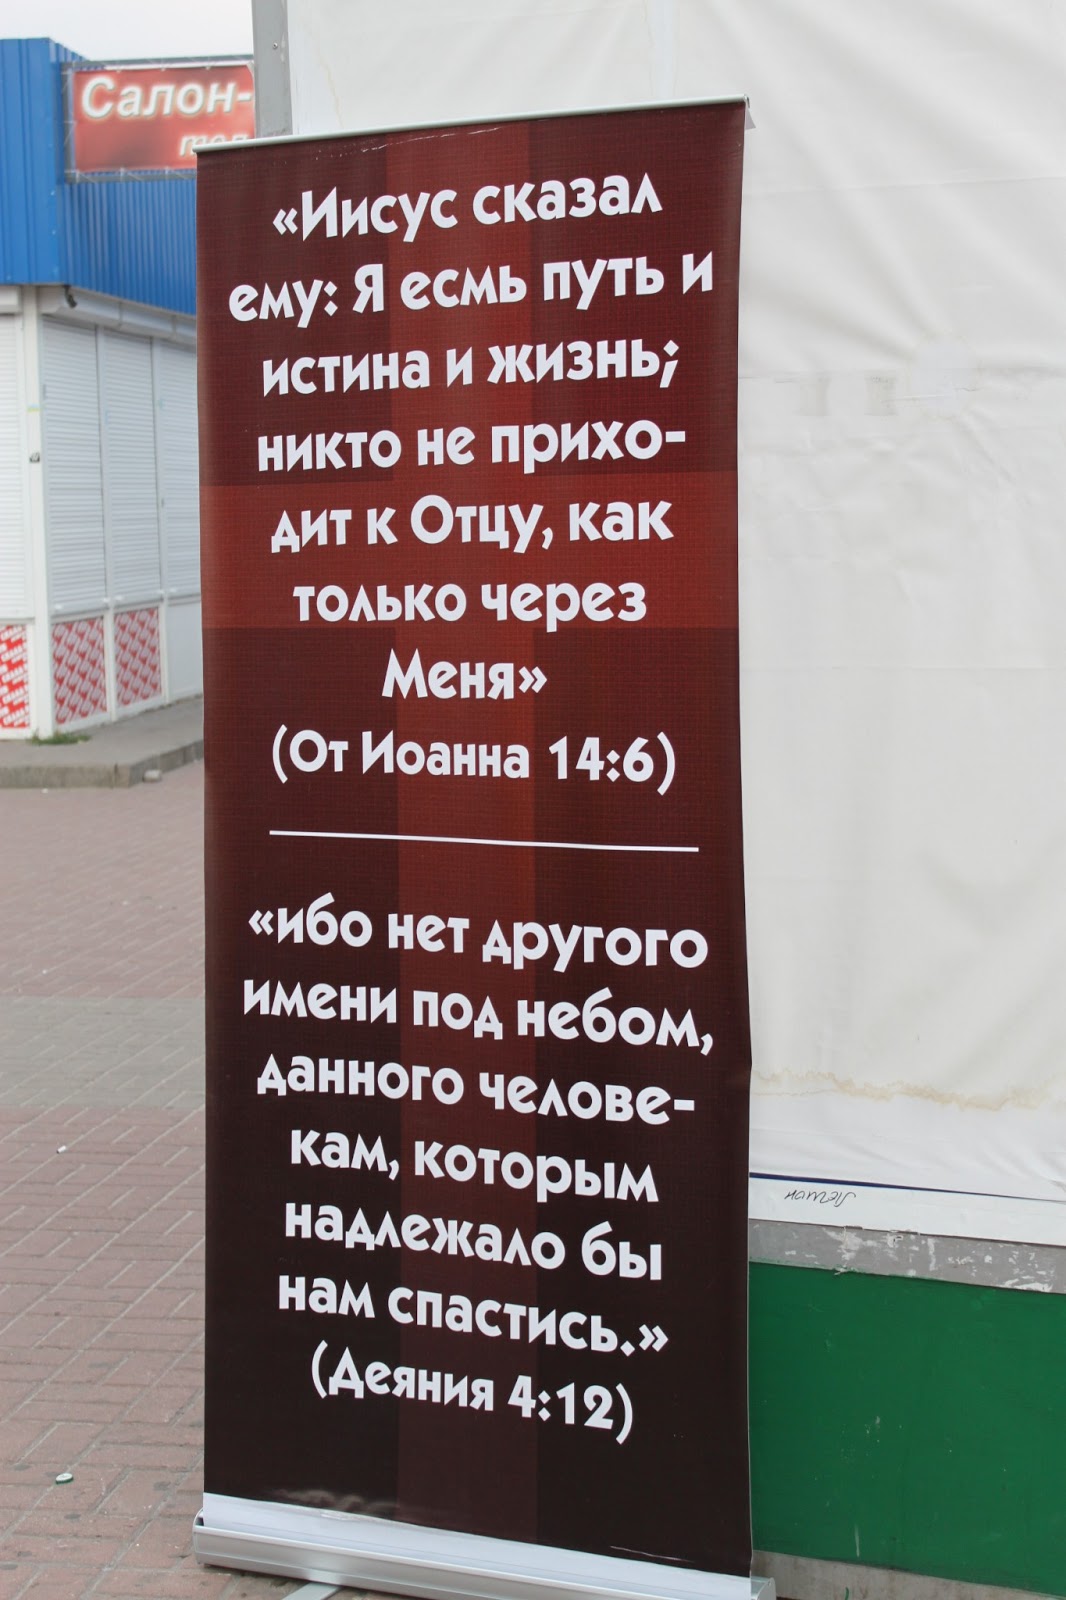 Салон-
«Иисус сказал
ему: Я есмь путь и
истина и жизнь;
никто не прихо-
дит к Отцу, как
только через
Меня»
(От Иоанна 14:6)
«ибо нет другого
имени под небом,
данного челове-
кам, которым
надлежало бы
нам спастись.»
(Деяния 4:12)